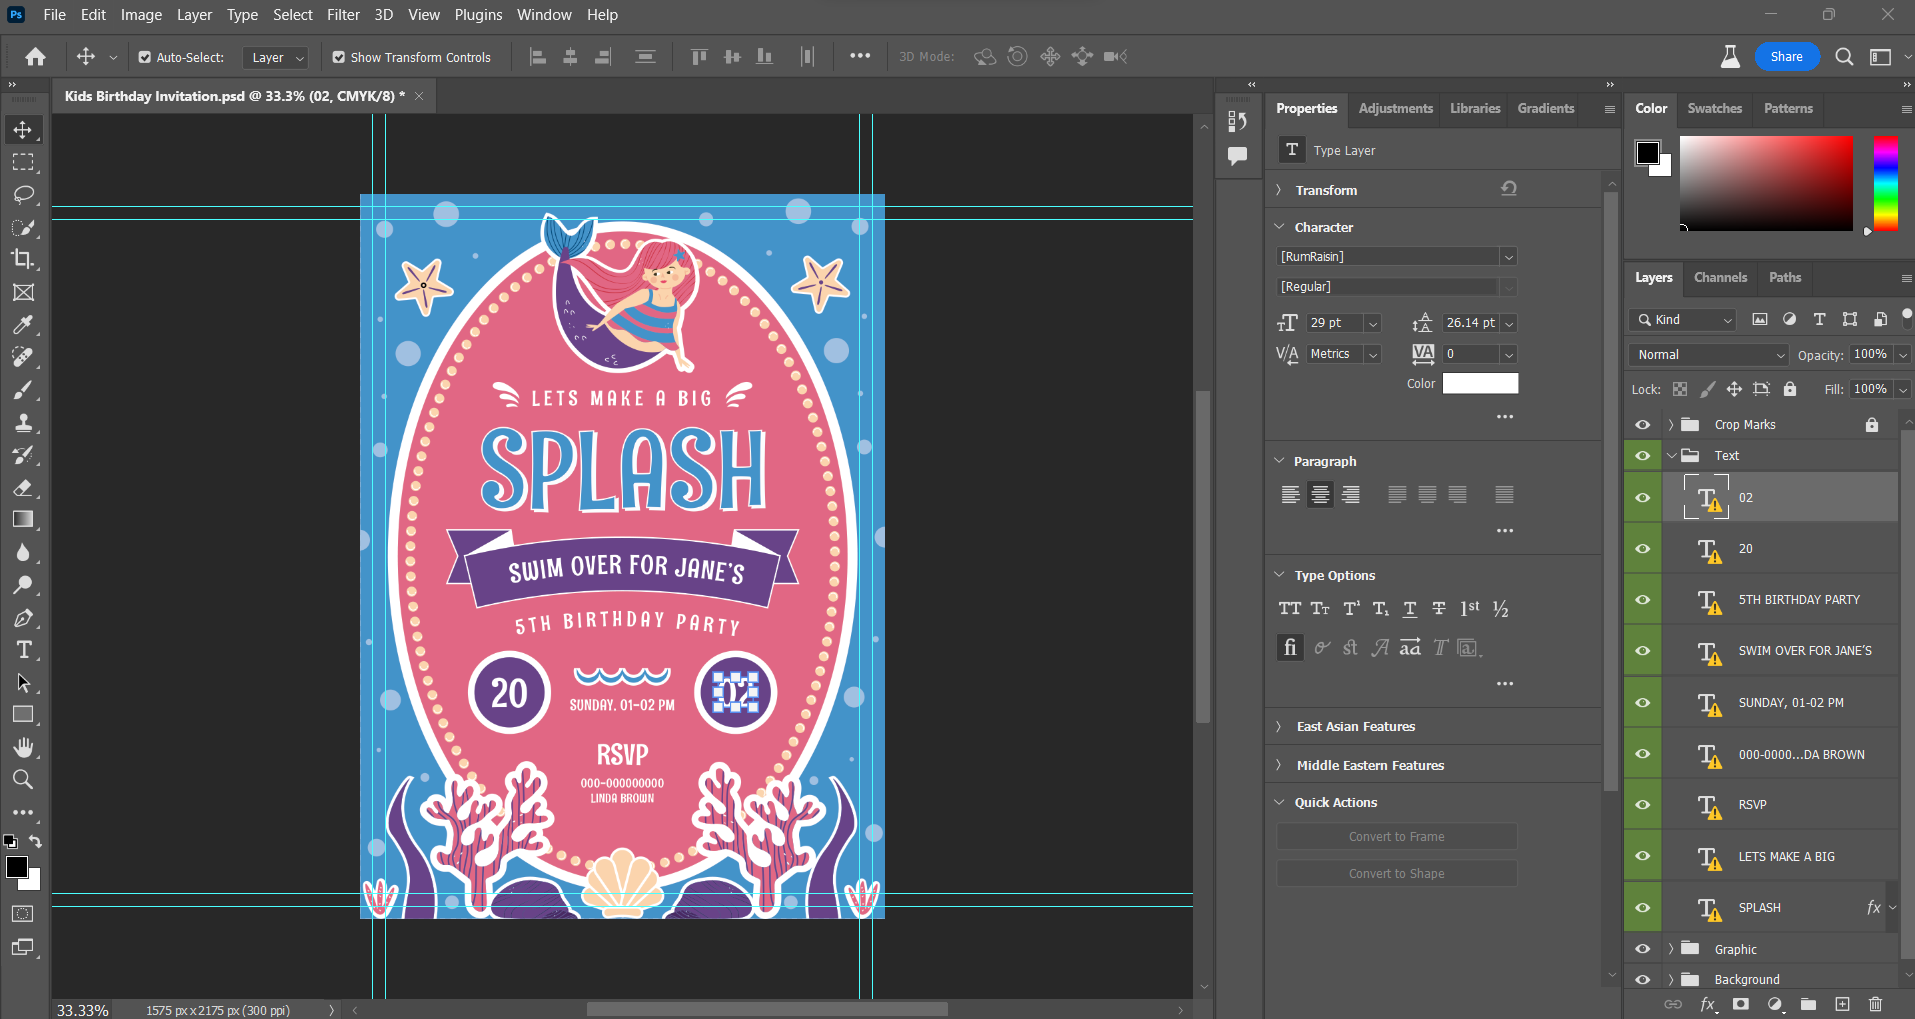 Ps File Edit Image Layer Type Select Filter 3D View Plugins Window Help
Auto-Select: Layer Show Transform Controls 3D Mode: Share
Kids Birthday Invitation.psd @ 33.3% (02, CMYK/8) *
LETS MAKE A BIG
SPLASH
SWIM OVER FOR JANE'S
5TH BIRTHDAY PARTY
20
SUNDAY, 01-02 PM
02
RSVP
000-000000000
LINDA BROWN
33.33% 1575 px x 2175 px (300 ppi)
Properties Adjustments Libraries Gradients
T Type Layer
Transform
Character
[RumRaisin]
[Regular]
29 pt 26.14 pt
Metrics 0
Color
Paragraph
Type Options
East Asian Features
Middle Eastern Features
Quick Actions
Convert to Frame
Convert to Shape
Color Swatches Patterns
Layers Channels Paths
Kind
Normal Opacity: 100%
Lock: Fill: 100%
Crop Marks
Text
02
20
5TH BIRTHDAY PARTY
SWIM OVER FOR JANE'S
SUNDAY, 01-02 PM
000-0000...DA BROWN
RSVP
LETS MAKE A BIG
SPLASH fx
Graphic
Background
fx